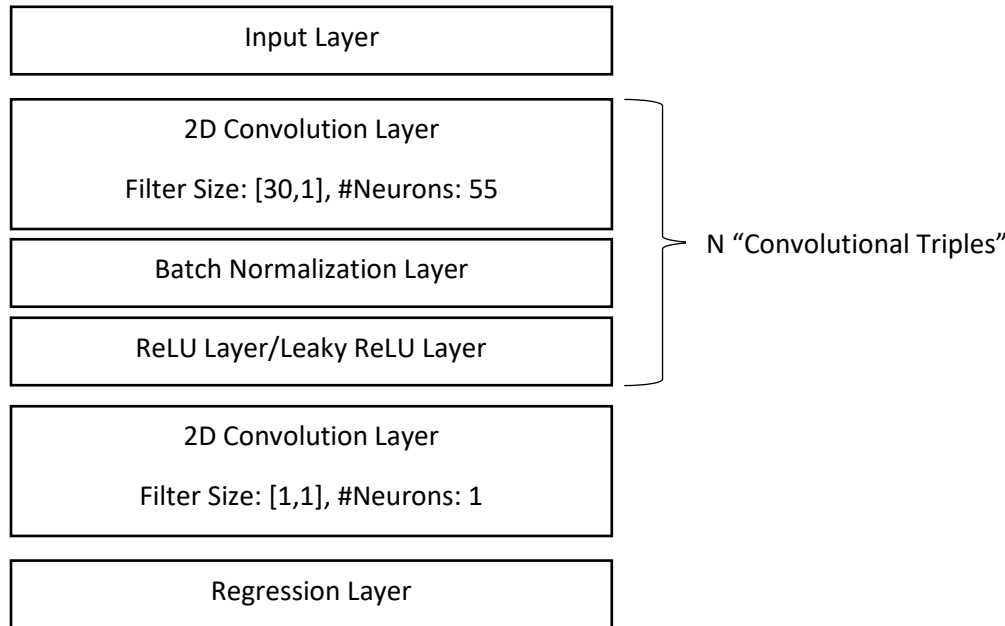 Input Layer
2D Convolution Layer
Filter Size: [30,1], #Neurons: 55
Batch Normalization Layer
ReLU Layer/Leaky ReLU Layer
N “Convolutional Triples”
2D Convolution Layer
Filter Size: [1,1], #Neurons: 1
Regression Layer